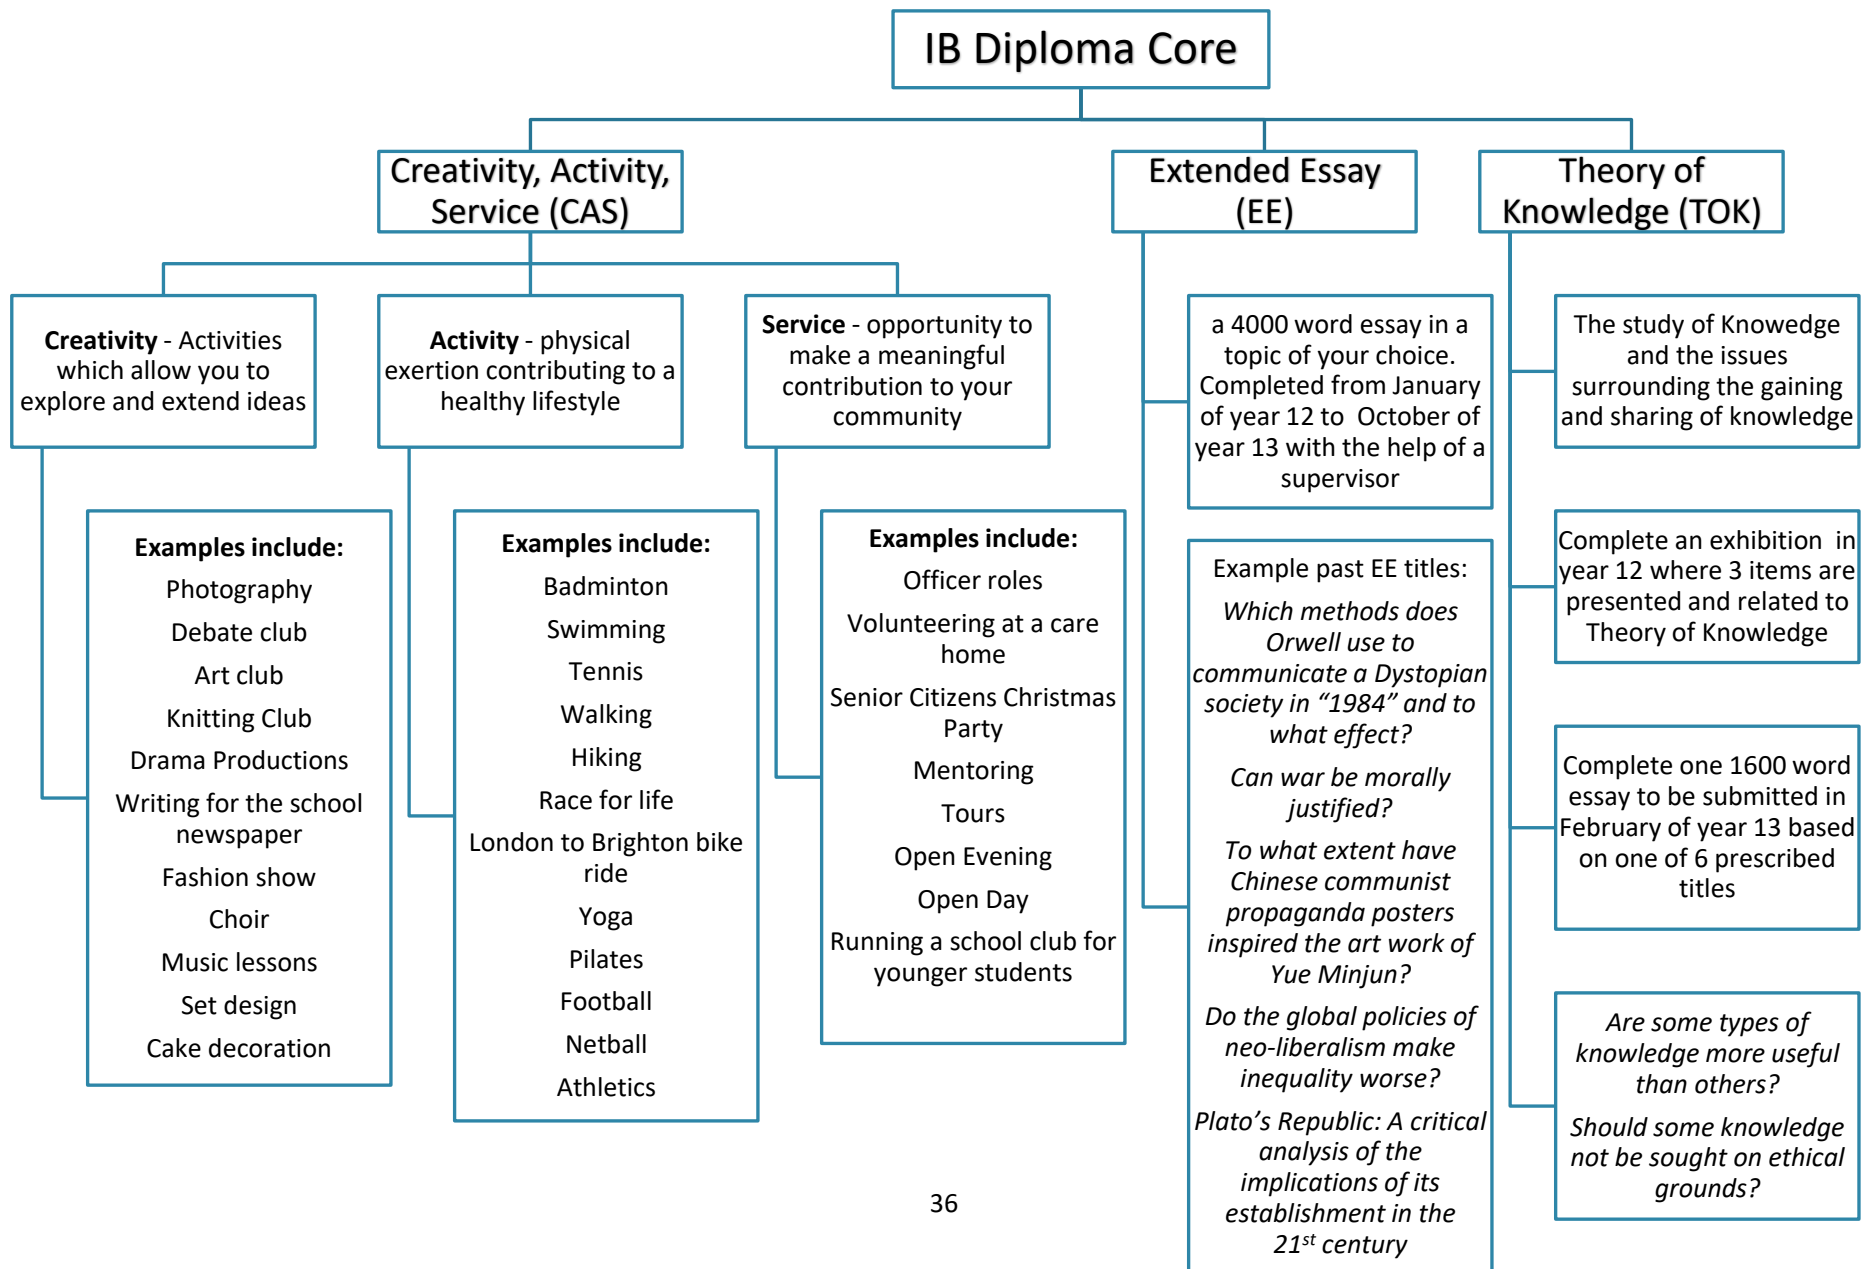 IB Diploma Core
Creativity, Activity,
Service (CAS)
Creativity - Activities
which allow you to
explore and extend ideas
Examples include:
Photography
Debate club
Art club
Knitting Club
Drama Productions
Writing for the school
newspaper
Fashion show
Choir
Music lessons
Set design
Cake decoration
Activity - physical
exertion contributing to a
healthy lifestyle
Examples include:
Badminton
Swimming
Tennis
Walking
Hiking
Race for life
London to Brighton bike
ride
Yoga
Pilates
Football
Netball
Athletics
Service - opportunity to
make a meaningful
contribution to your
community
Examples include:
Officer roles
Volunteering at a care
home
Senior Citizens Christmas
Party
Mentoring
Tours
Open Evening
Open Day
Running a school club for
younger students
Extended Essay
(EE)
a 4000 word essay in a
topic of your choice.
Completed from January
of year 12 to October of
year 13 with the help of a
supervisor
Example past EE titles:
Which methods does
Orwell use to
communicate a Dystopian
society in “1984” and to
what effect?
Can war be morally
justified?
To what extent have
Chinese communist
propaganda posters
inspired the art work of
Yue Minjun?
Do the global policies of
neo-liberalism make
inequality worse?
Plato’s Republic: A critical
analysis of the
implications of its
establishment in the
21st century
Theory of
Knowledge (TOK)
The study of Knowedge
and the issues
surrounding the gaining
and sharing of knowledge
Complete an exhibition in
year 12 where 3 items are
presented and related to
Theory of Knowledge
Complete one 1600 word
essay to be submitted in
February of year 13 based
on one of 6 prescribed
titles
Are some types of
knowledge more useful
than others?
Should some knowledge
not be sought on ethical
grounds?
36